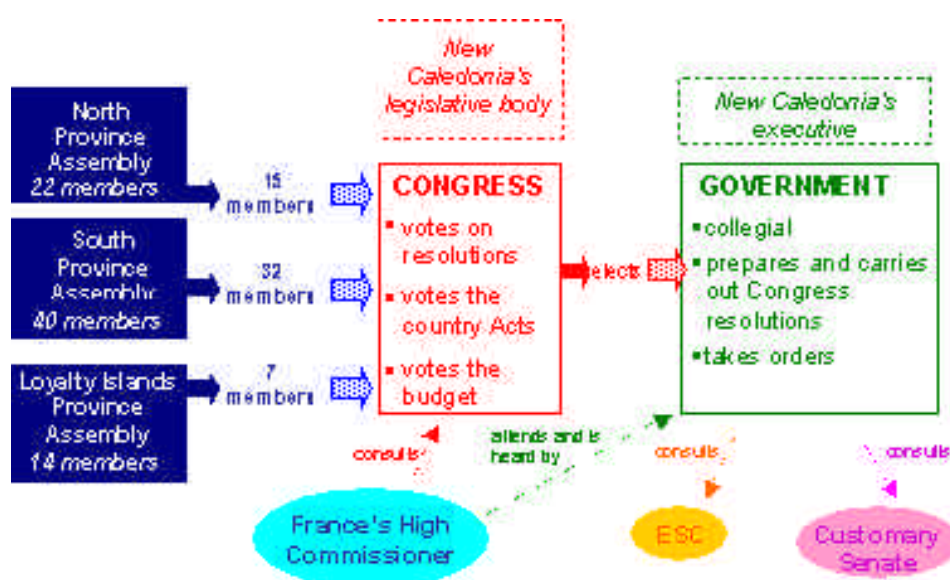 New
Caledonia's
legislative body
New Caledonia's
executive
North
Province
Assembly
22 members
15
members
South
Province
40 members
32
members
Loyalty Islands
Province
Assembly
14 members
7
members
CONGRESS
▪ votes on
resolutions
▪ votes the
country Acts
▪ votes the
budget
elects
GOVERNMENT
▪ collegial
▪ prepares and carries
out Congress
resolutions
▪ takes orders
consults
attends and is
heard by
consults
consults
France's High
Commissioner
ESC
Customary
Senate